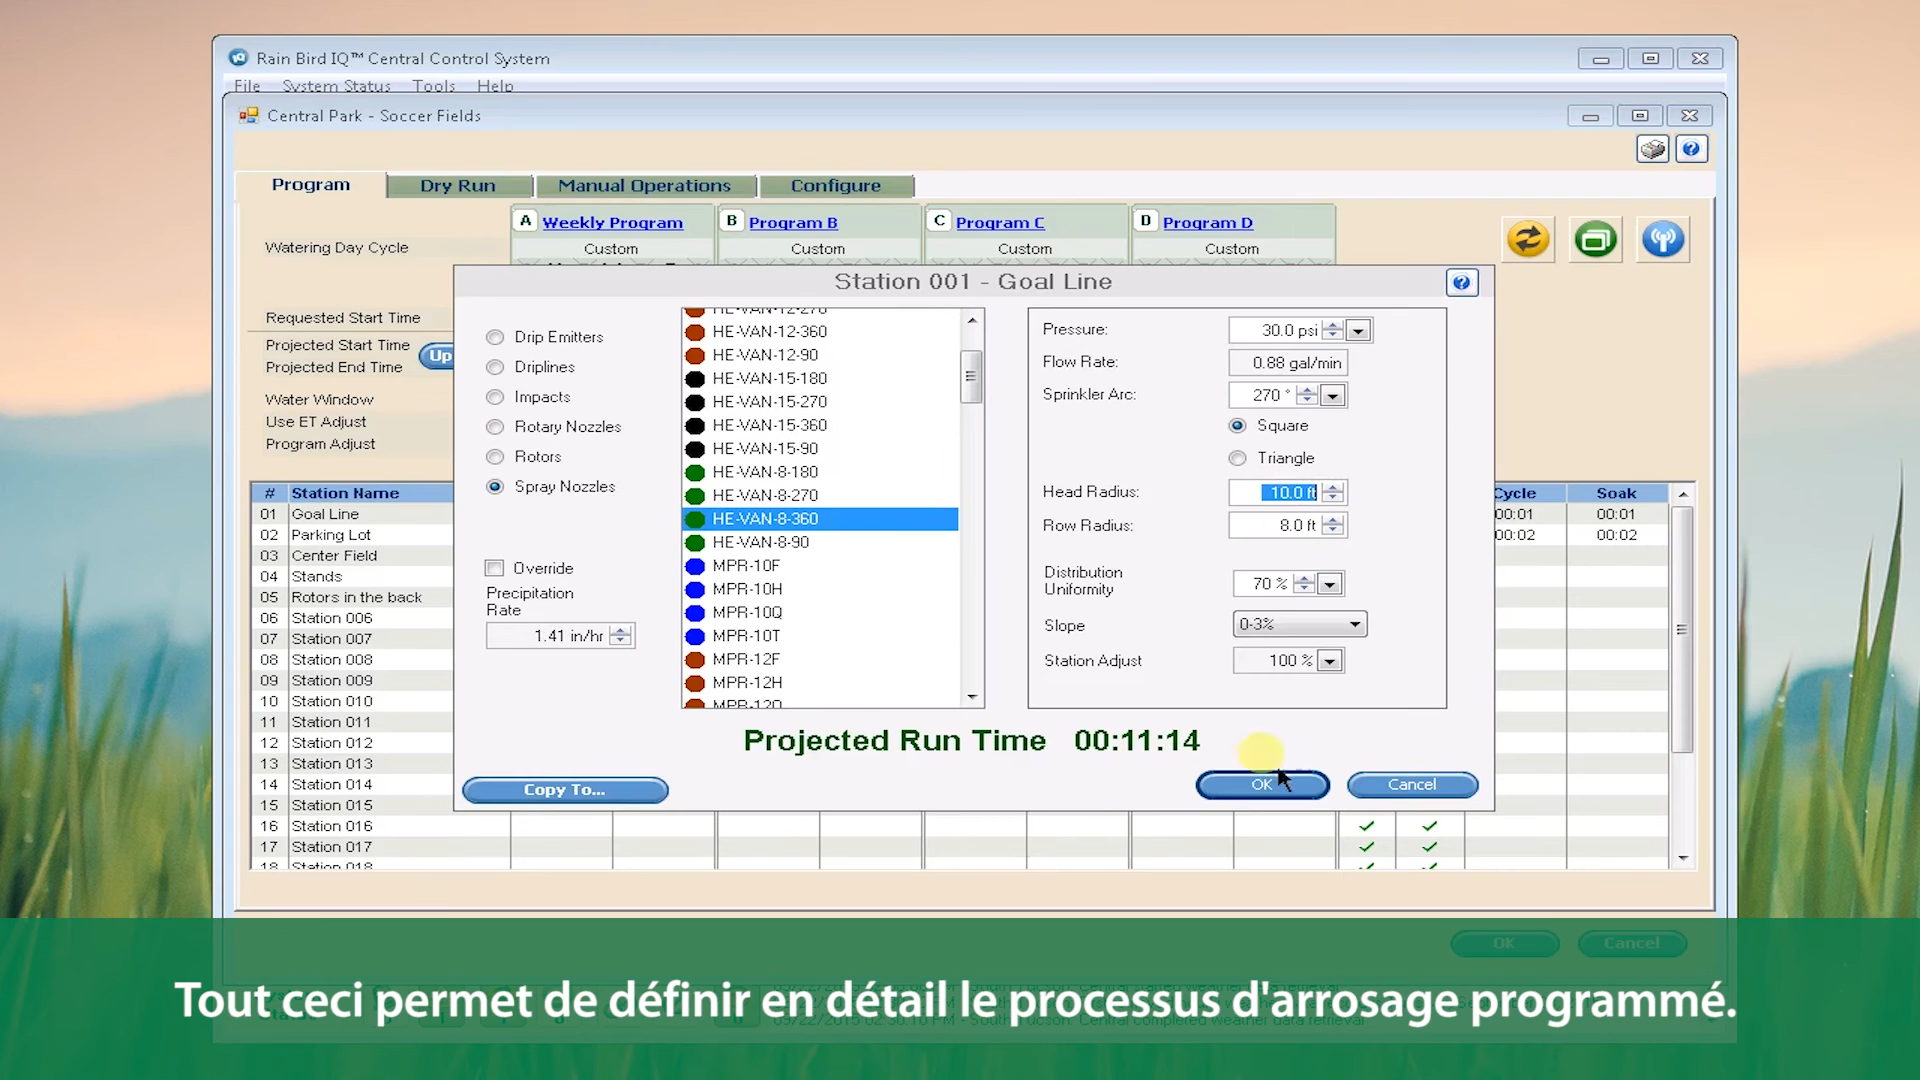 Rain Bird IQ™ Central Control System
File System Status Tools Help
Central Park - Soccer Fields
Program Dry Run Manual Operations Configure
A Weekly Program B Program B C Program C D Program D
Watering Day Cycle Custom Custom Custom Custom
Station 001 - Goal Line
Requested Start Time
Projected Start Time
Projected End Time
Up
Water Window
Use ET Adjust
Program Adjust
Drip Emitters
Driplines
Impacts
Rotary Nozzles
Rotors
Spray Nozzles
Override
Precipitation
Rate
1.41 in/hr
HE-VAN-12-270
HE-VAN-12-360
HE-VAN-12-90
HE-VAN-15-180
HE-VAN-15-270
HE-VAN-15-360
HE-VAN-15-90
HE-VAN-8-180
HE-VAN-8-270
HE-VAN-8-360
HE-VAN-8-90
MPR-10F
MPR-10H
MPR-10Q
MPR-10T
MPR-12F
MPR-12H
MPR-12Q
Pressure: 30.0 psi
Flow Rate: 0.88 gal/min
Sprinkler Arc: 270 °
Square
Triangle
Head Radius: 10.0 ft
Row Radius: 8.0 ft
Distribution
Uniformity 70 %
Slope 0-3%
Station Adjust 100 %
Projected Run Time 00:11:14
Copy To... OK Cancel
# Station Name Cycle Soak
01 Goal Line 00:01 00:01
02 Parking Lot 00:02 00:02
03 Center Field
04 Stands
05 Rotors in the back
06 Station 006
07 Station 007
08 Station 008
09 Station 009
10 Station 010
11 Station 011
12 Station 012
13 Station 013
14 Station 014
15 Station 015
16 Station 016
17 Station 017
18 Station 018
OK Cancel
Tout ceci permet de définir en détail le processus d'arrosage programmé.